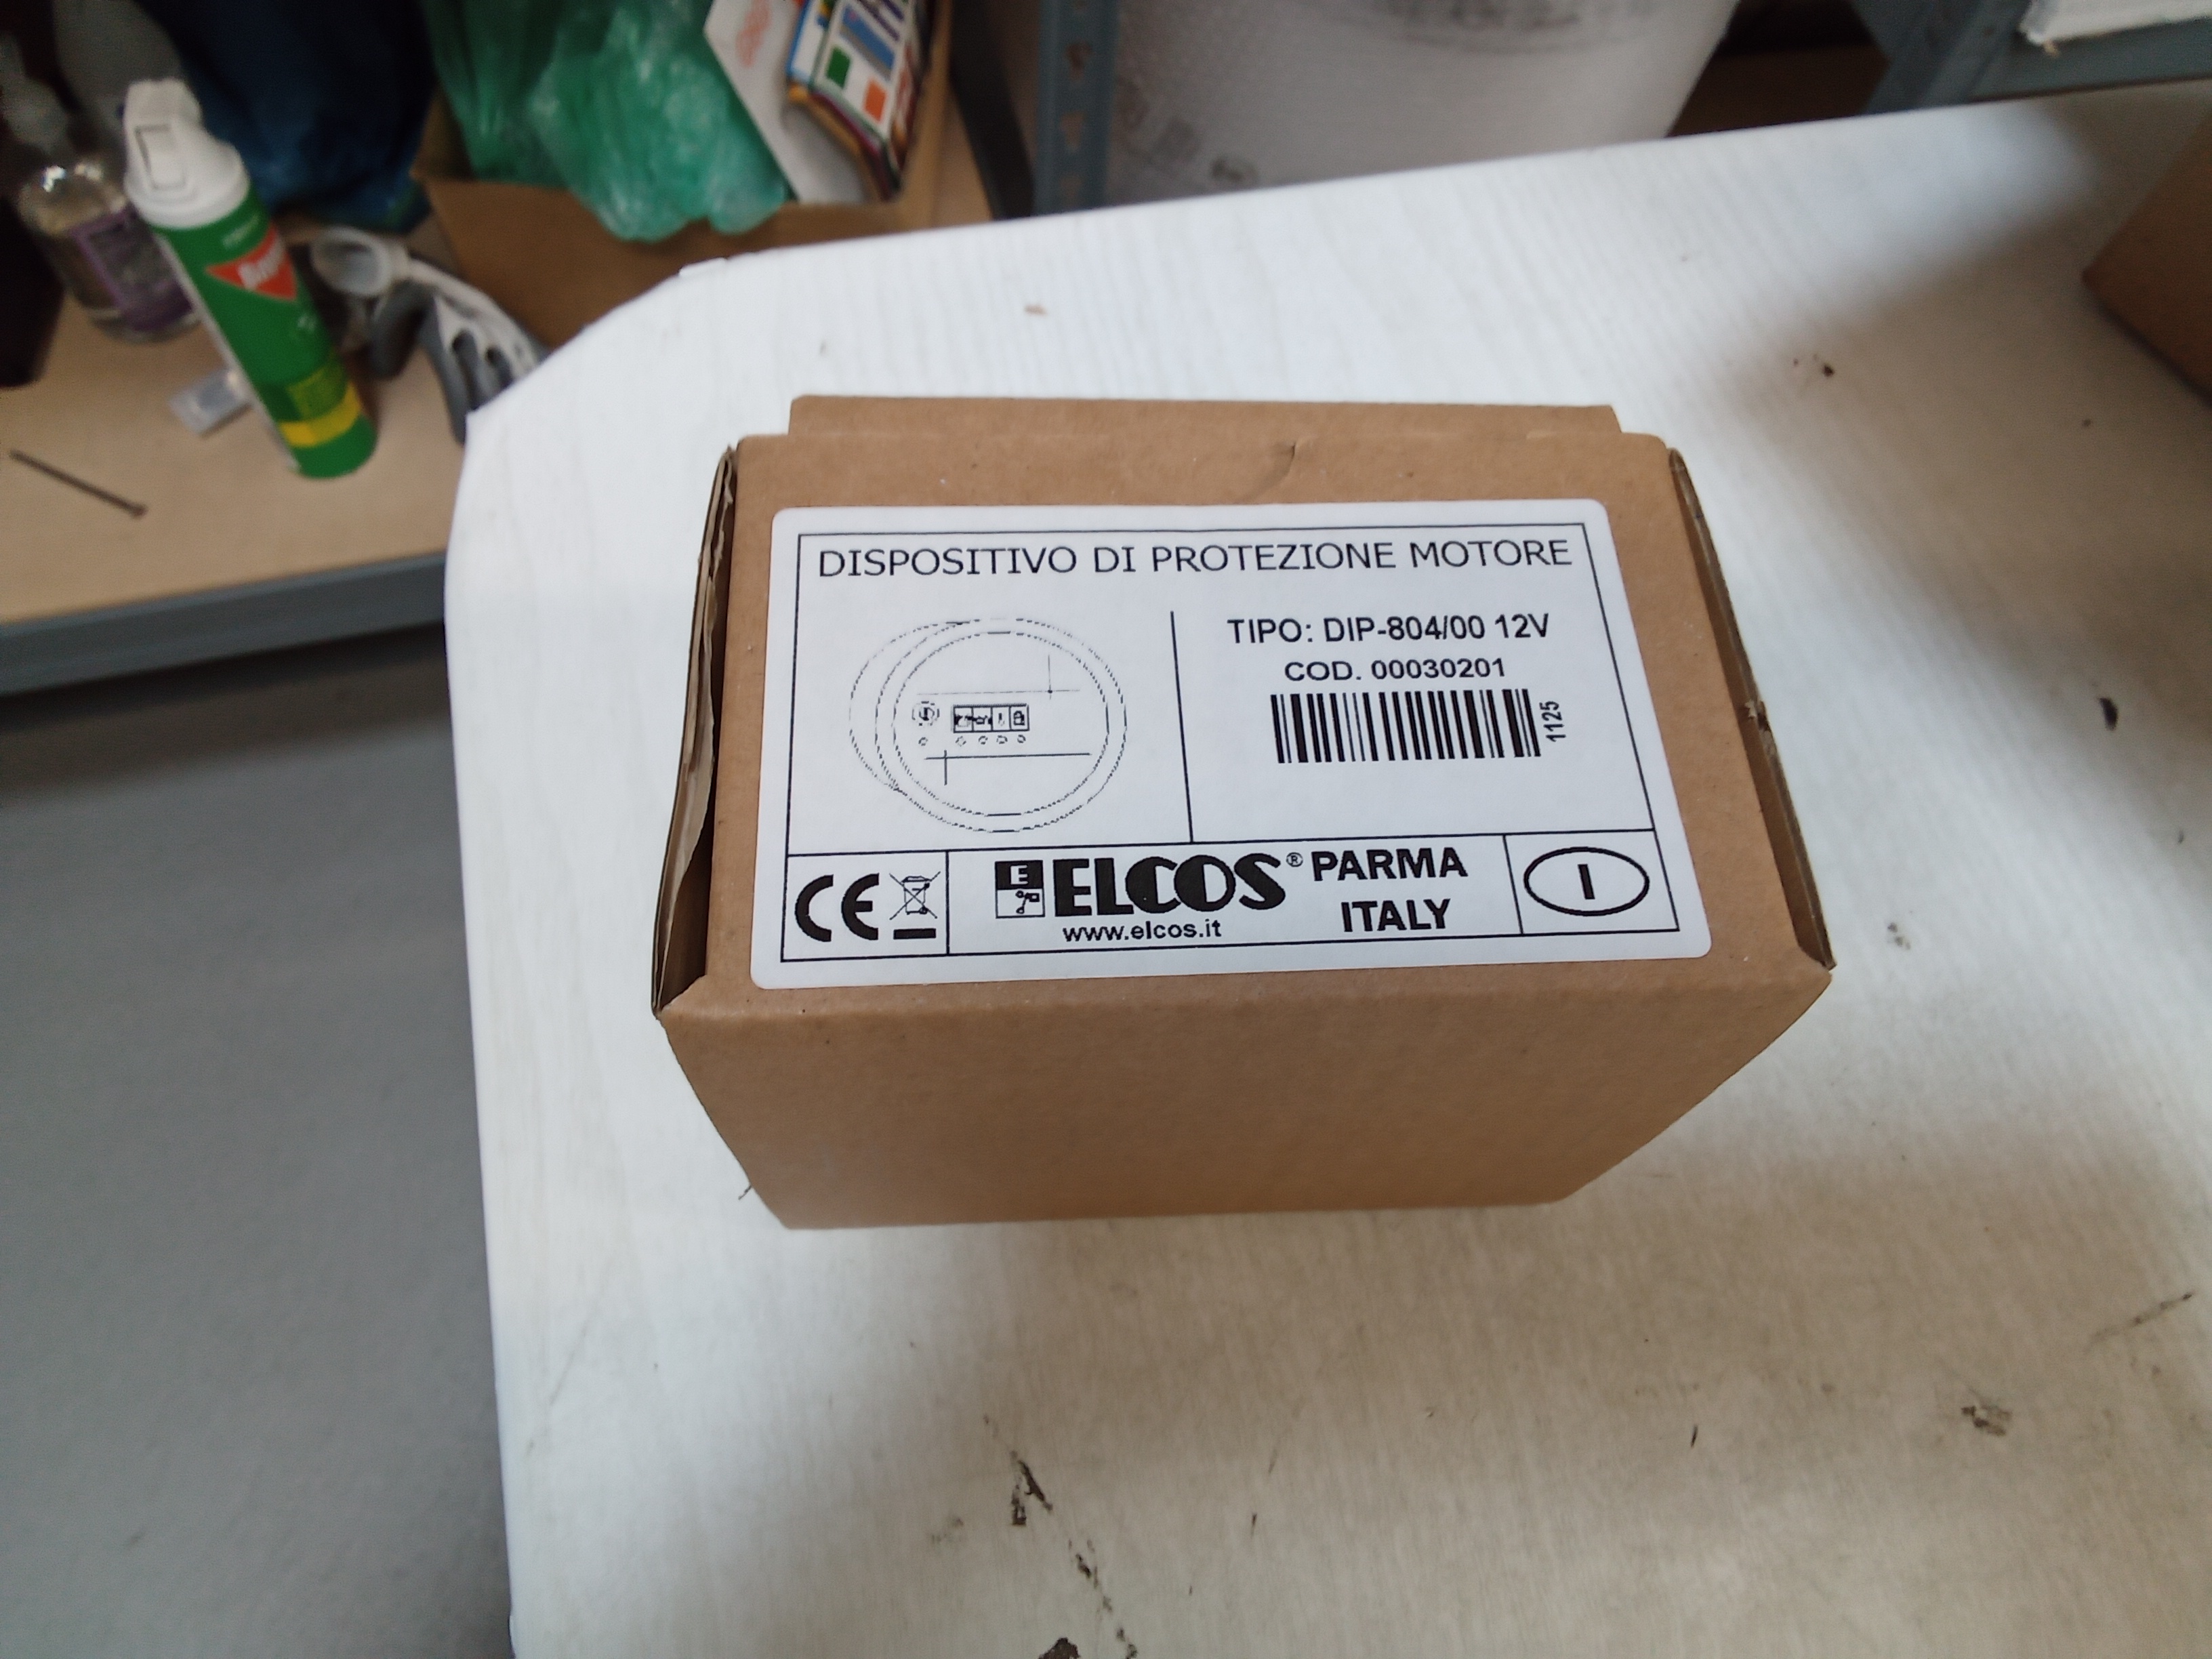 DISPOSITIVO DI PROTEZIONE MOTORE
TIPO: DIP-804/00 12V
COD. 00030201
1125
CE
E ELCOS® PARMA
ITALY
www.elcos.it
I